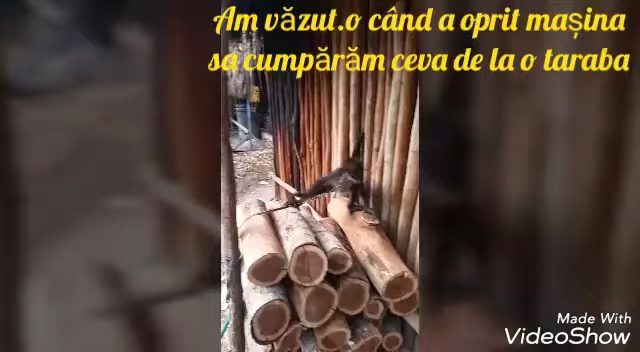 Am văzut.o când a oprit mașina
sa cumpărăm ceva de la o taraba
Made With
VideoShow